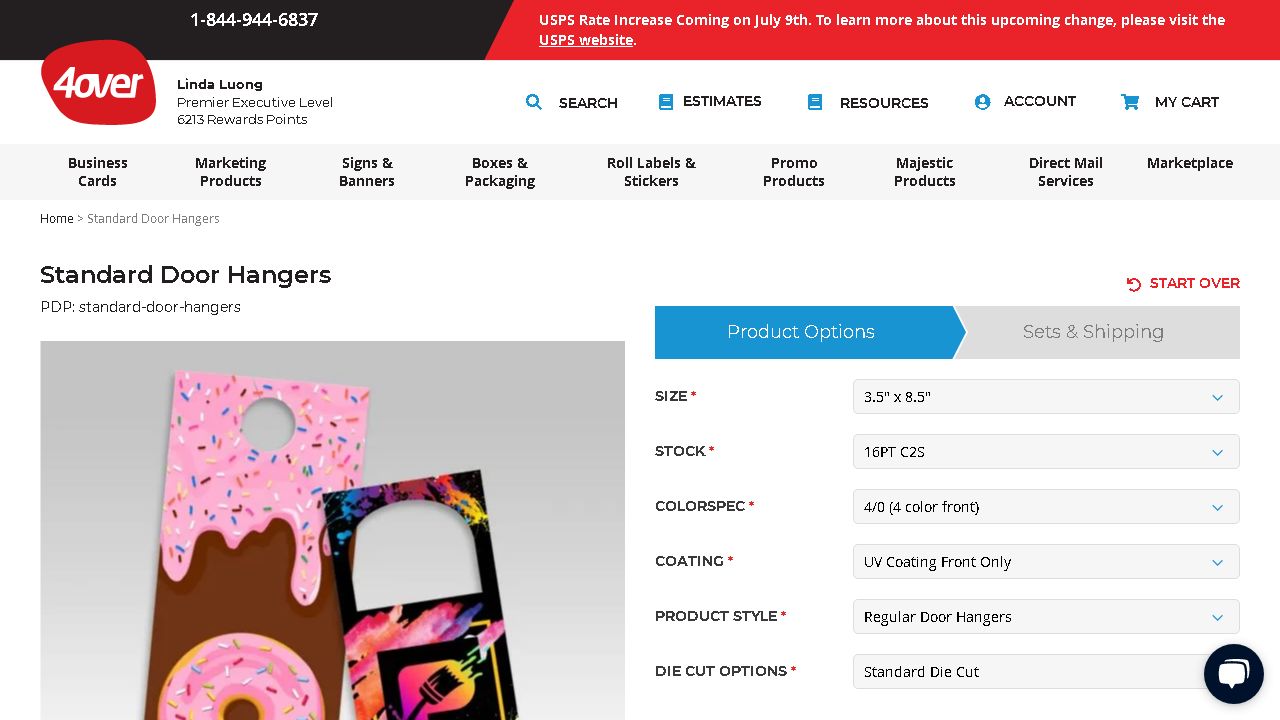 1-844-944-6837
USPS Rate Increase Coming on July 9th. To learn more about this upcoming change, please visit the
USPS website.
4over
Linda Luong
Premier Executive Level
6213 Rewards Points
SEARCH
ESTIMATES
RESOURCES
ACCOUNT
MY CART
Business
Cards
Marketing
Products
Signs &
Banners
Boxes &
Packaging
Roll Labels &
Stickers
Promo
Products
Majestic
Products
Direct Mail
Services
Marketplace
Home > Standard Door Hangers
Standard Door Hangers
START OVER
PDP: standard-door-hangers
Product Options
Sets & Shipping
SIZE *
3.5" x 8.5"
STOCK *
16PT C2S
COLORSPEC *
4/0 (4 color front)
COATING *
UV Coating Front Only
PRODUCT STYLE *
Regular Door Hangers
DIE CUT OPTIONS *
Standard Die Cut